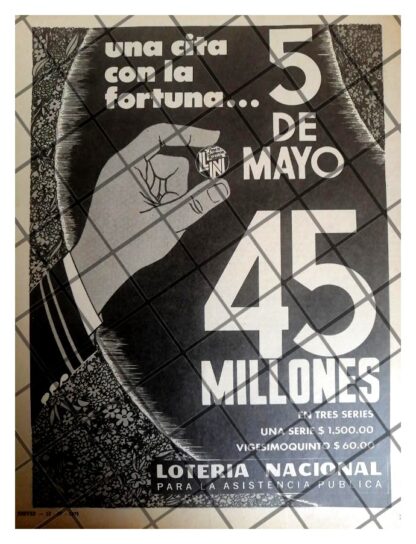 una cita
con la
fortuna...
5
DE
MAYO
LN
45
MILLONES
EN TRES SERIES
UNA SERIE $ 1,500.00
VIGESIMOQUINTO $ 60.00
LOTERIA NACIONAL
PARA LA ASISTENCIA PUBLICA